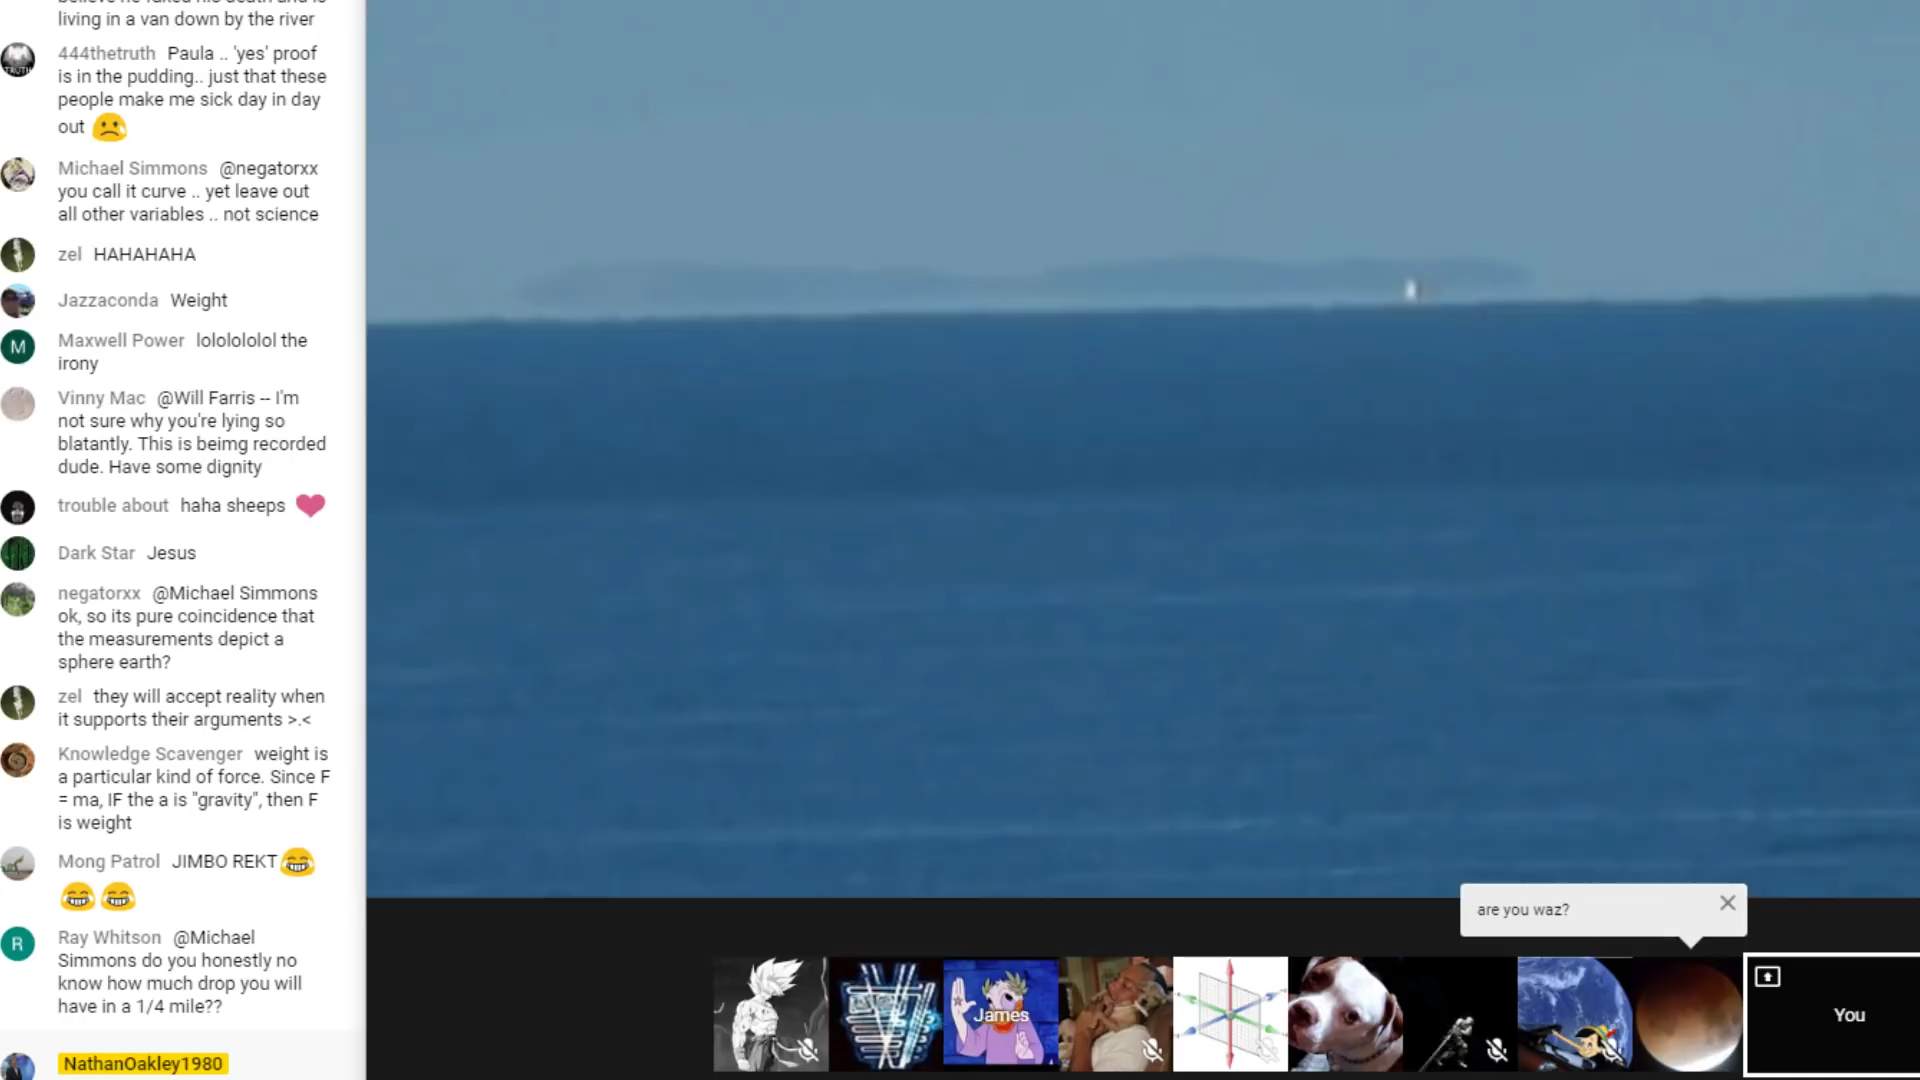 living in a van down by the river
444thetruth Paula .. 'yes' proof
is in the pudding.. just that these
people make me sick day in day
out
Michael Simmons @negatorxx
you call it curve .. yet leave out
all other variables .. not science
zel HAHAHAHA
Jazzaconda Weight
M
Maxwell Power lololololol the
irony
Vinny Mac @Will Farris -- I'm
not sure why you're lying so
blatantly. This is beimg recorded
dude. Have some dignity
trouble about haha sheeps
Dark Star Jesus
negatorxx @Michael Simmons
ok, so its pure coincidence that
the measurements depict a
sphere earth?
zel they will accept reality when
it supports their arguments >.<
Knowledge Scavenger weight is
a particular kind of force. Since F
= ma, IF the a is "gravity", then F
is weight
Mong Patrol JIMBO REKT
R
Ray Whitson @Michael
Simmons do you honestly no
know how much drop you will
have in a 1/4 mile??
NathanOakley1980
are you waz?
James
You